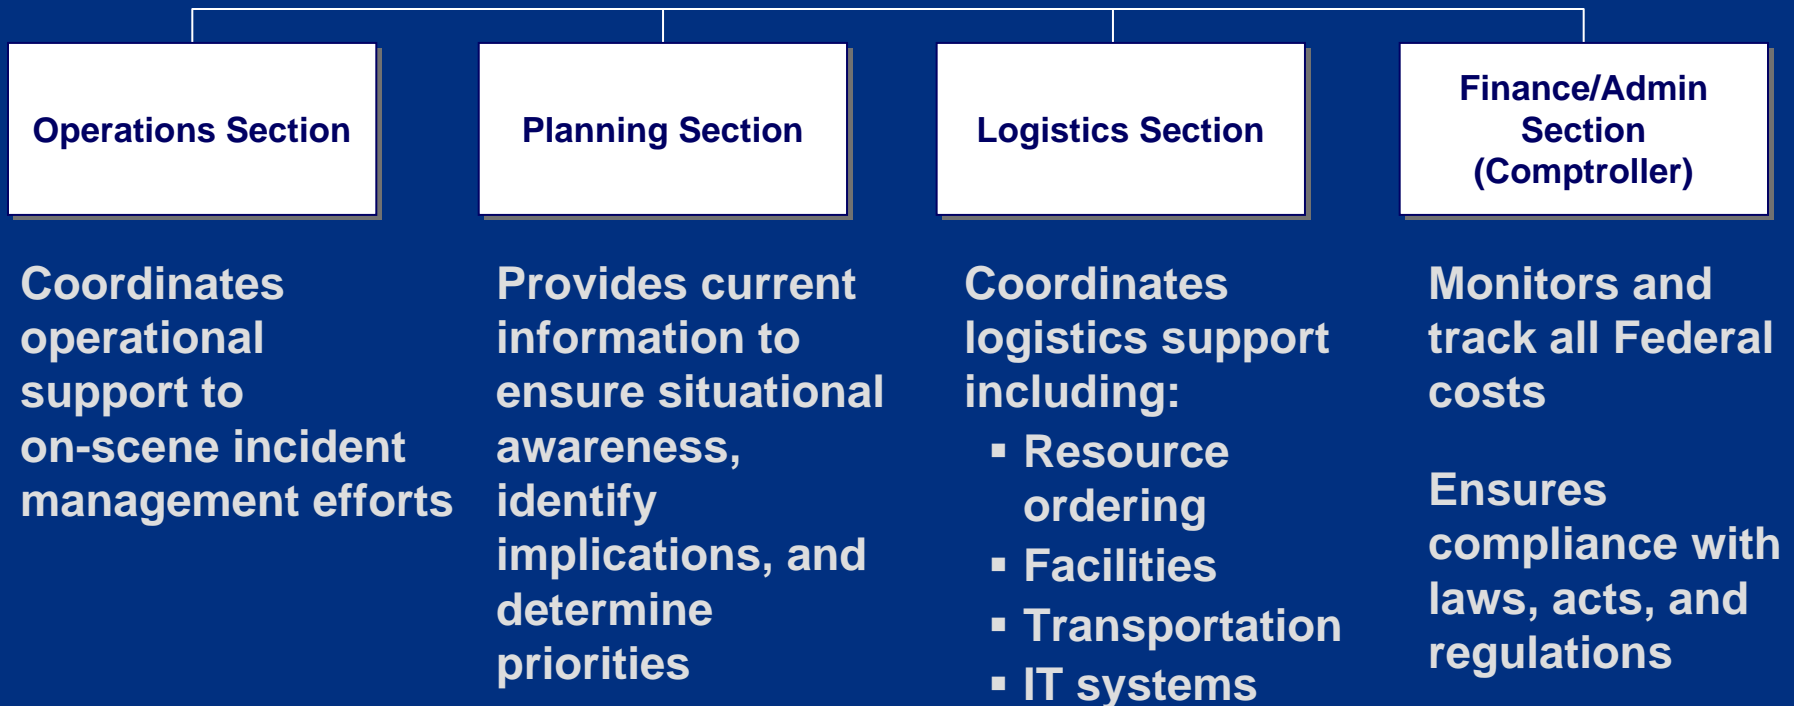 Operations Section
Planning Section
Logistics Section
Finance/Admin
Section
(Comptroller)
Coordinates
operational
support to
on-scene incident
management efforts
Provides current
information to
ensure situational
awareness,
identify
implications, and
determine
priorities
Coordinates
logistics support
including:
▪ Resource
ordering
▪ Facilities
▪ Transportation
▪ IT systems
Monitors and
track all Federal
costs
Ensures
compliance with
laws, acts, and
regulations